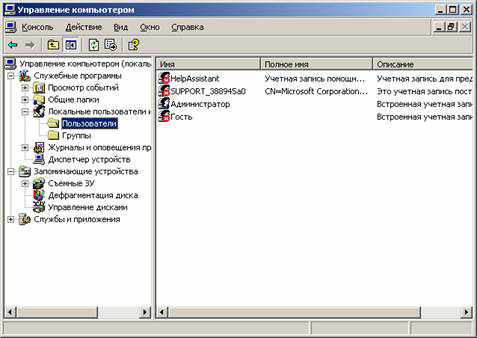 Управление компьютером
Консоль Действие Вид Окно Справка
Управление компьютером (локаль
Служебные программы
Просмотр событий
Общие папки
Локальные пользователи и
Пользователи
Группы
Журналы и оповещения пр
Диспетчер устройств
Запоминающие устройства
Съемные ЗУ
Дефрагментация диска
Управление дисками
Службы и приложения
Имя Полное имя Описание
HelpAssistant Учетная запись помощн... Учетная запись для пред
SUPPORT_388945a0 CN=Microsoft Corporation... Это учетная запись пост
Администратор Встроенная учетная запи
Гость Встроенная учетная запи